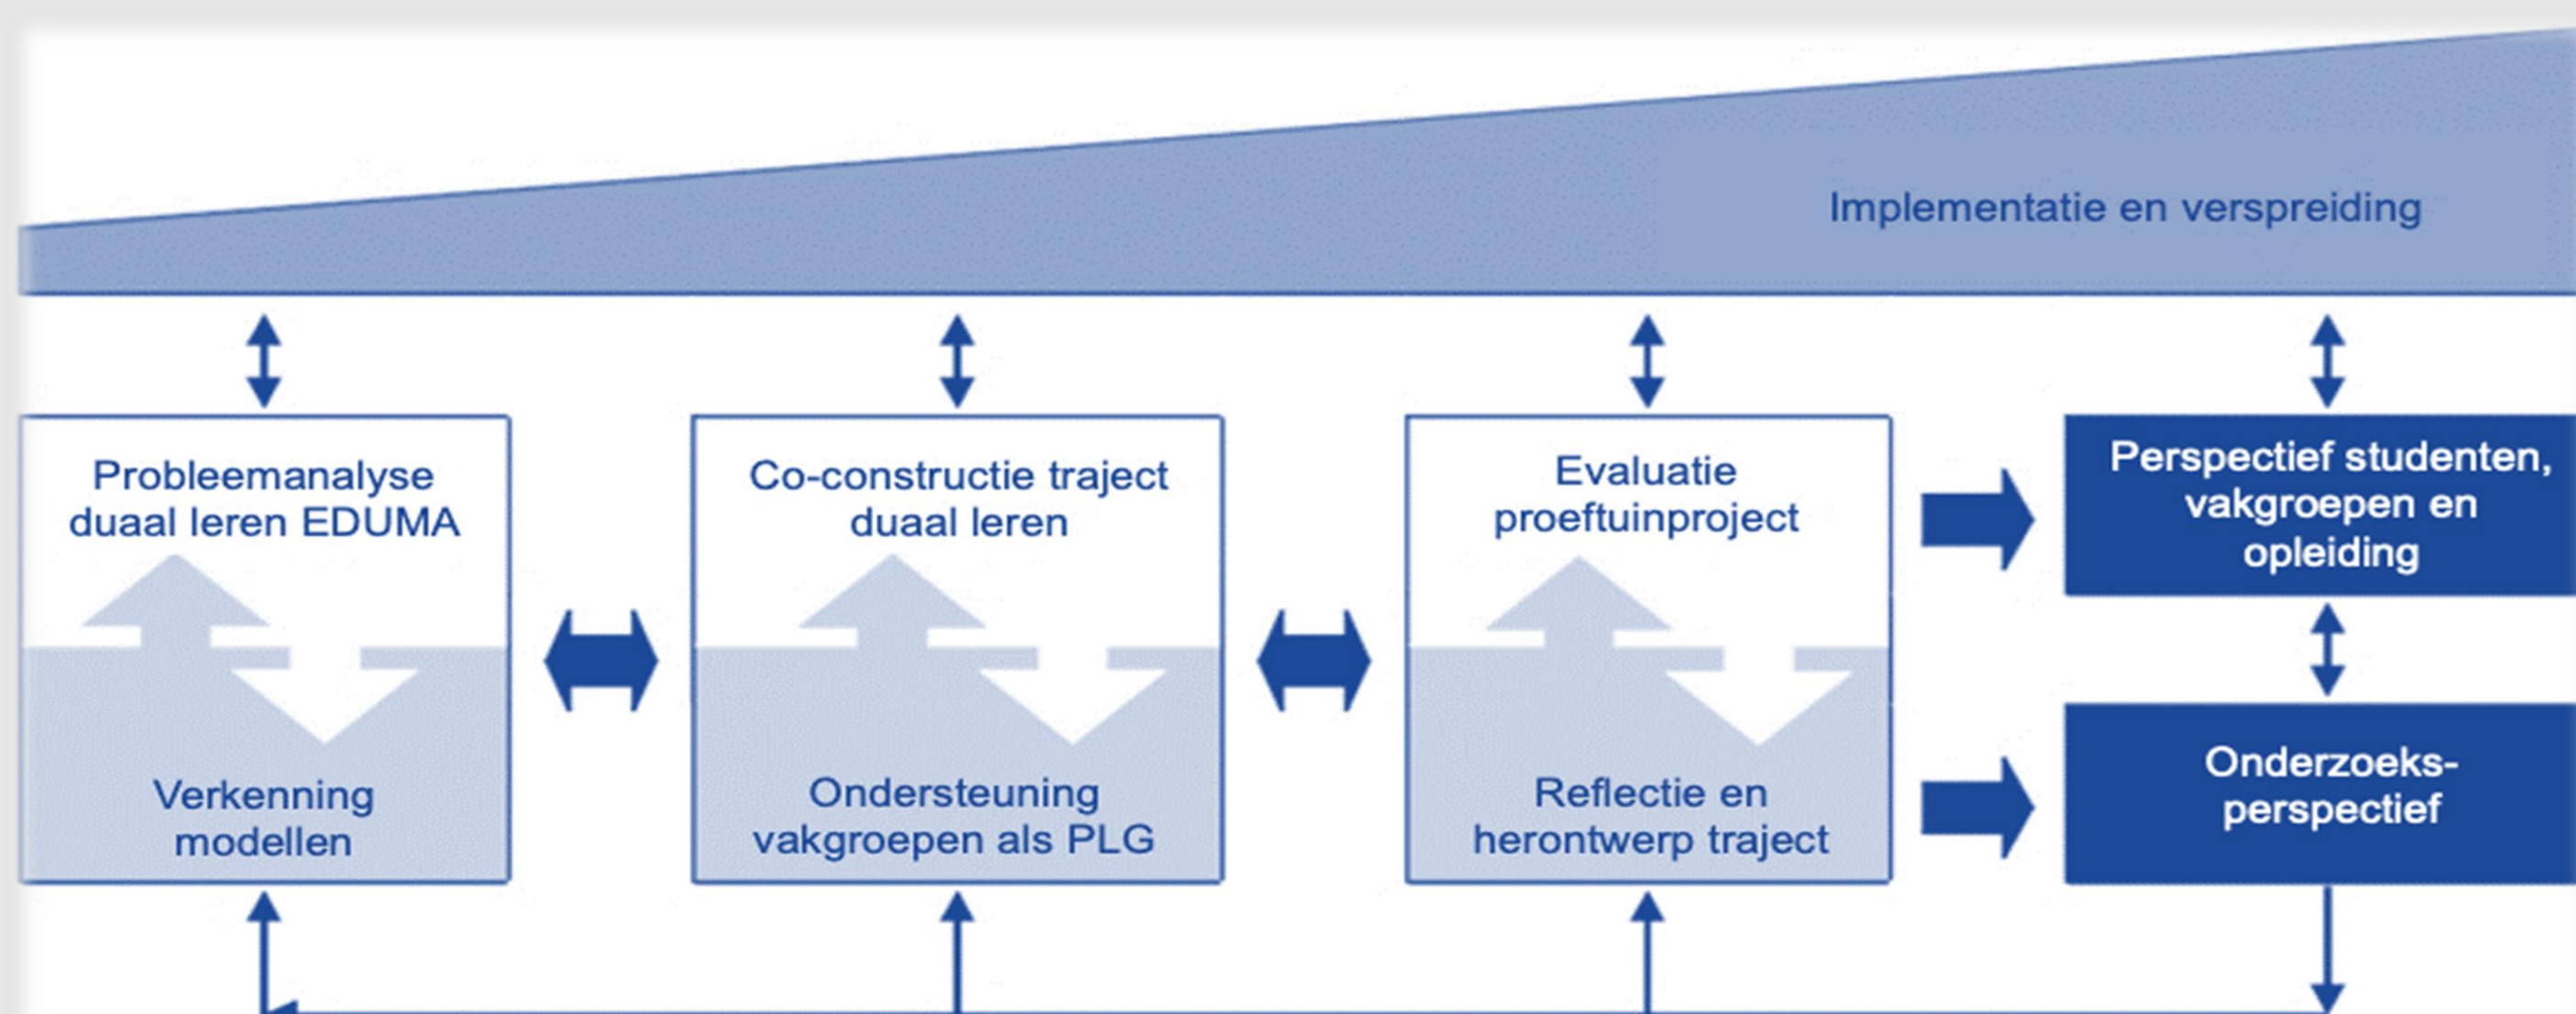 Implementatie en verspreiding
Probleemanalyse
duaal leren EDUMA
Verkenning
modellen
Co-constructie traject
duaal leren
Ondersteuning
vakgroepen als PLG
Evaluatie
proeftuinproject
Reflectie en
herontwerp traject
Perspectief studenten,
vakgroepen en
opleiding
Onderzoeks-
perspectief